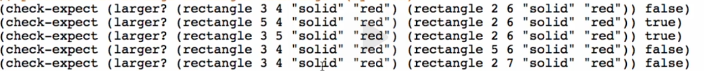 (check-expect (larger? (rectangle 3 4 "solid" "red") (rectangle 2 6 "solid" "red")) false)
(check-expect (larger? (rectangle 5 4 "solid" "red") (rectangle 2 6 "solid" "red")) true)
(check-expect (larger? (rectangle 3 5 "solid" "red") (rectangle 2 6 "solid" "red")) true)
(check-expect (larger? (rectangle 3 4 "solid" "red") (rectangle 5 6 "solid" "red")) false)
(check-expect (larger? (rectangle 3 4 "solid" "red") (rectangle 2 7 "solid" "red")) false)